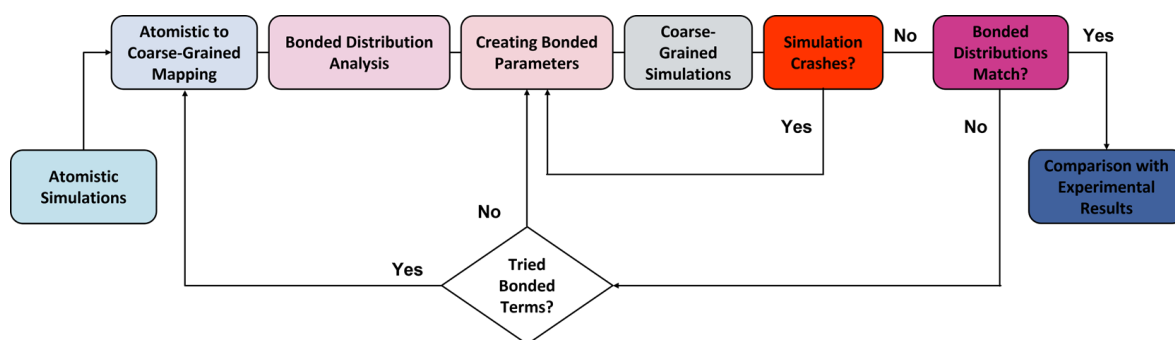 Atomistic to
Coarse-Grained
Mapping
Bonded Distribution
Analysis
Creating Bonded
Parameters
Coarse-
Grained
Simulations
Simulation
Crashes?
No
Bonded
Distributions
Match?
Yes
Yes
No
Atomistic
Simulations
Comparison with
Experimental
Results
No
Yes
Tried
Bonded
Terms?